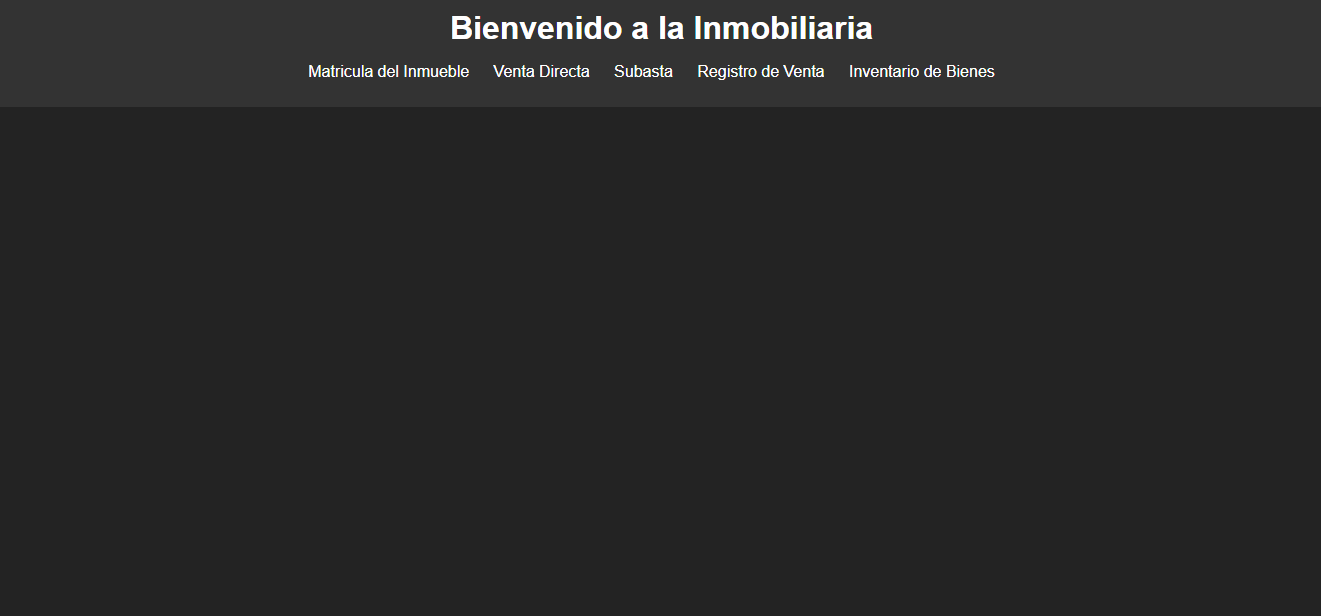 Bienvenido a la Inmobiliaria
Matricula del Inmueble Venta Directa Subasta Registro de Venta Inventario de Bienes